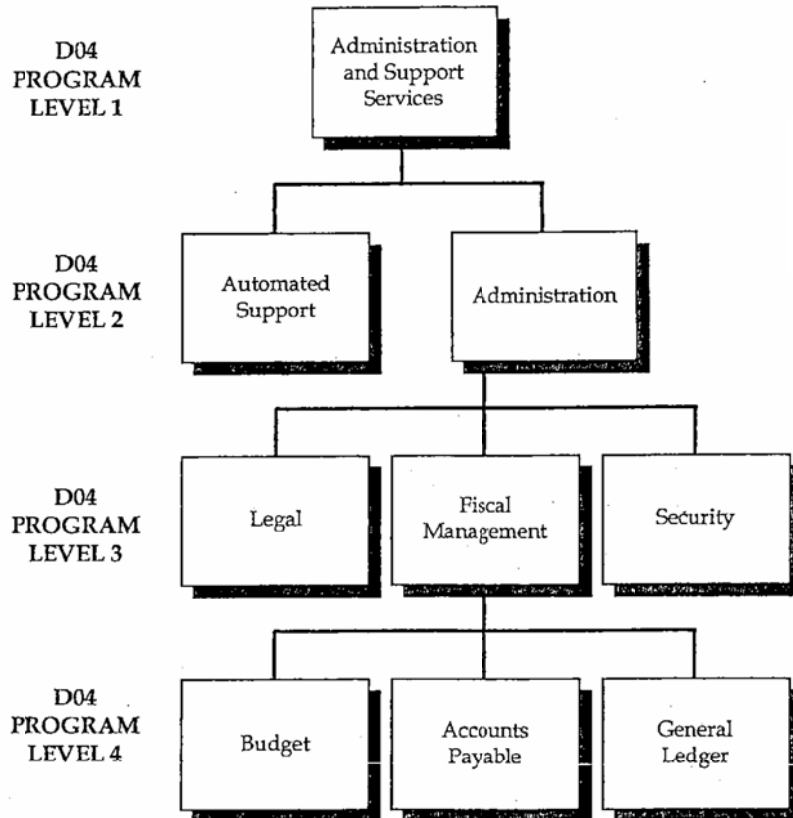 D04
PROGRAM
LEVEL 1
Administration
and Support
Services
D04
PROGRAM
LEVEL 2
Automated
Support
Administration
D04
PROGRAM
LEVEL 3
Legal
Fiscal
Management
Security
D04
PROGRAM
LEVEL 4
Budget
Accounts
Payable
General
Ledger